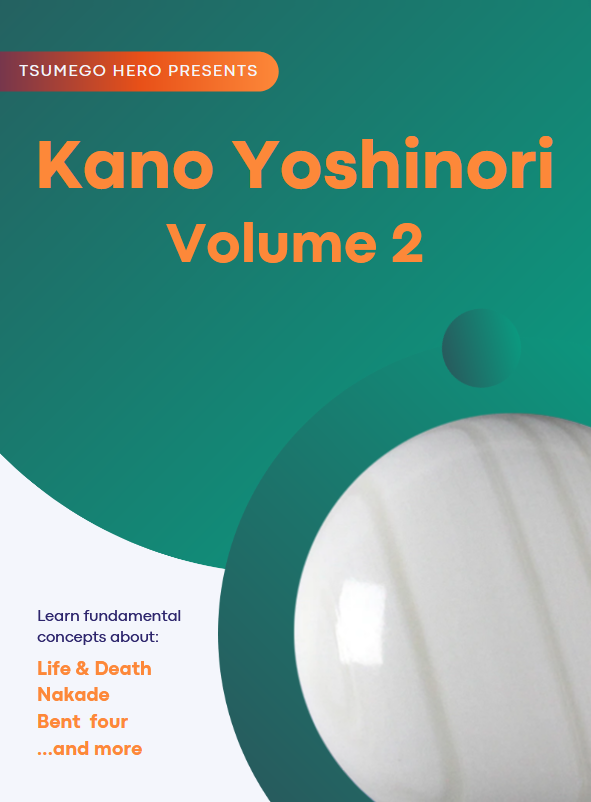 TSUMEGO HERO PRESENTS
Kano Yoshinori
Volume 2
Learn fundamental
concepts about:
Life & Death
Nakade
Bent four
...and more